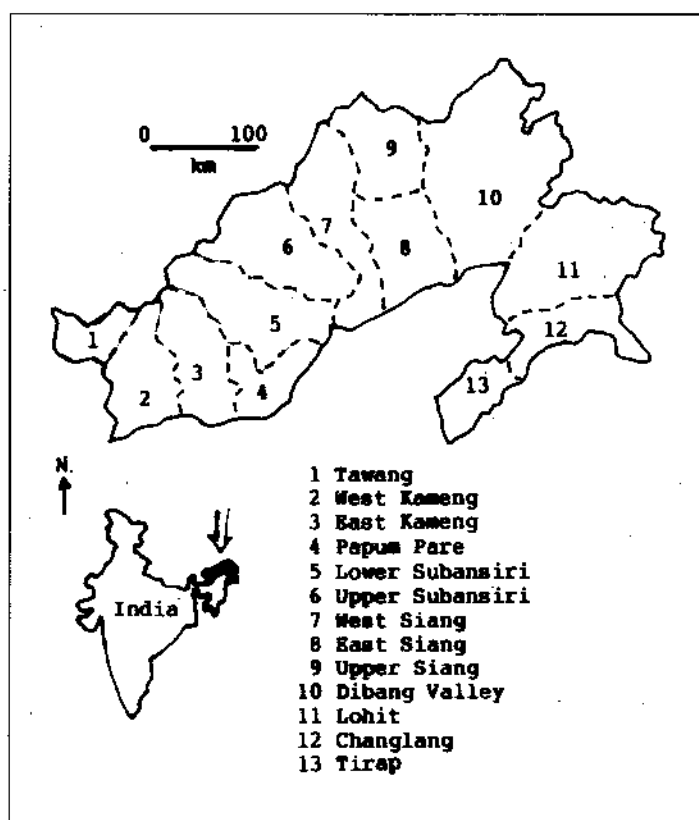 0 100
km
9
10
7
6
8
11
5
12
1
3
13
4
2
N.
India
1 Tawang
2 West Kameng
3 East Kameng
4 Papum Pare
5 Lower Subansiri
6 Upper Subansiri
7 West Siang
8 East Siang
9 Upper Siang
10 Dibang Valley
11 Lohit
12 Changlang
13 Tirap